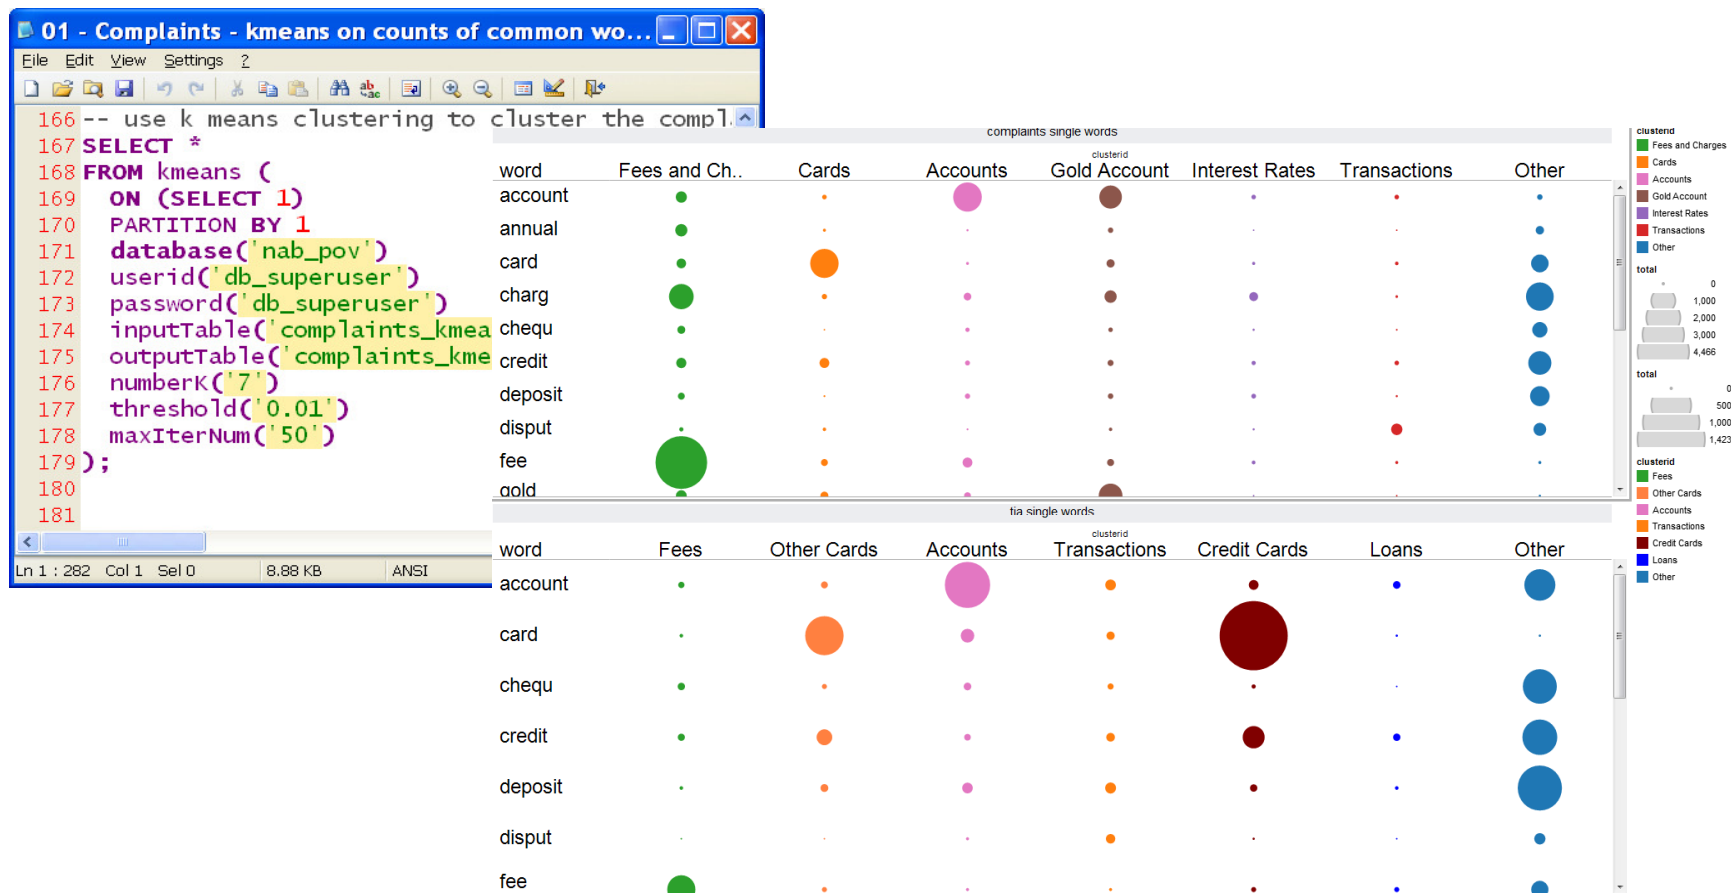 01 - Complaints - kmeans on counts of common wo...
File Edit View Settings ?
166 -- use k means clustering to cluster the compl
167 SELECT *
168 FROM kmeans (
169 ON (SELECT 1)
170 PARTITION BY 1
171 database('nab_pov')
172 userid('db_superuser')
173 password('db_superuser')
174 inputTable('complaints_kmea
175 outputTable('complaints_kme
176 numberK('7')
177 threshold('0.01')
178 maxIterNum('50')
179 );
180
181
Ln 1 : 282 Col 1 Sel 0 8.88 KB ANSI
complaints single words
clusterid
word Fees and Ch.. Cards Accounts Gold Account Interest Rates Transactions Other
account
annual
card
charg
chequ
credit
deposit
disput
fee
gold
tia single words
clusterid
word Fees Other Cards Accounts Transactions Credit Cards Loans Other
account
card
chequ
credit
deposit
disput
fee
clusterid
Fees and Charges
Cards
Accounts
Gold Account
Interest Rates
Transactions
Other
total
0
1,000
2,000
3,000
4,466
total
0
500
1,000
1,423
clusterid
Fees
Other Cards
Accounts
Transactions
Credit Cards
Loans
Other